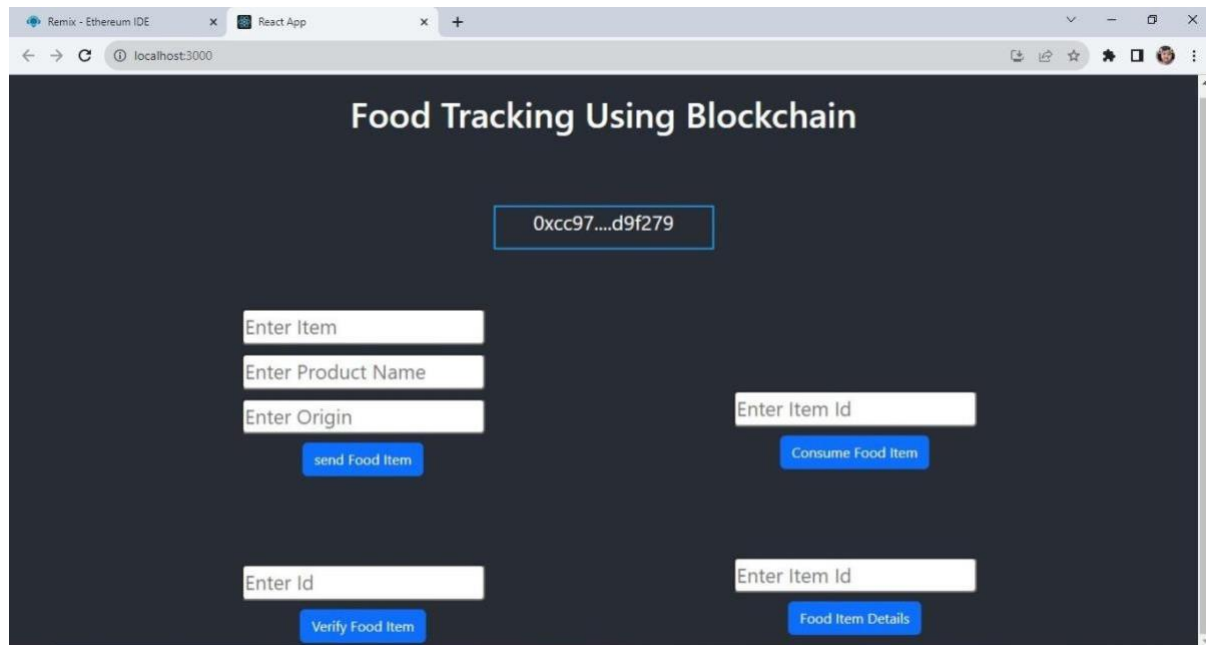 Remix - Ethereum IDE
React App
localhost:3000
Food Tracking Using Blockchain
0xcc97....d9f279
Enter Item
Enter Product Name
Enter Origin
send Food Item
Enter Item Id
Consume Food Item
Enter Id
Verify Food Item
Enter Item Id
Food Item Details